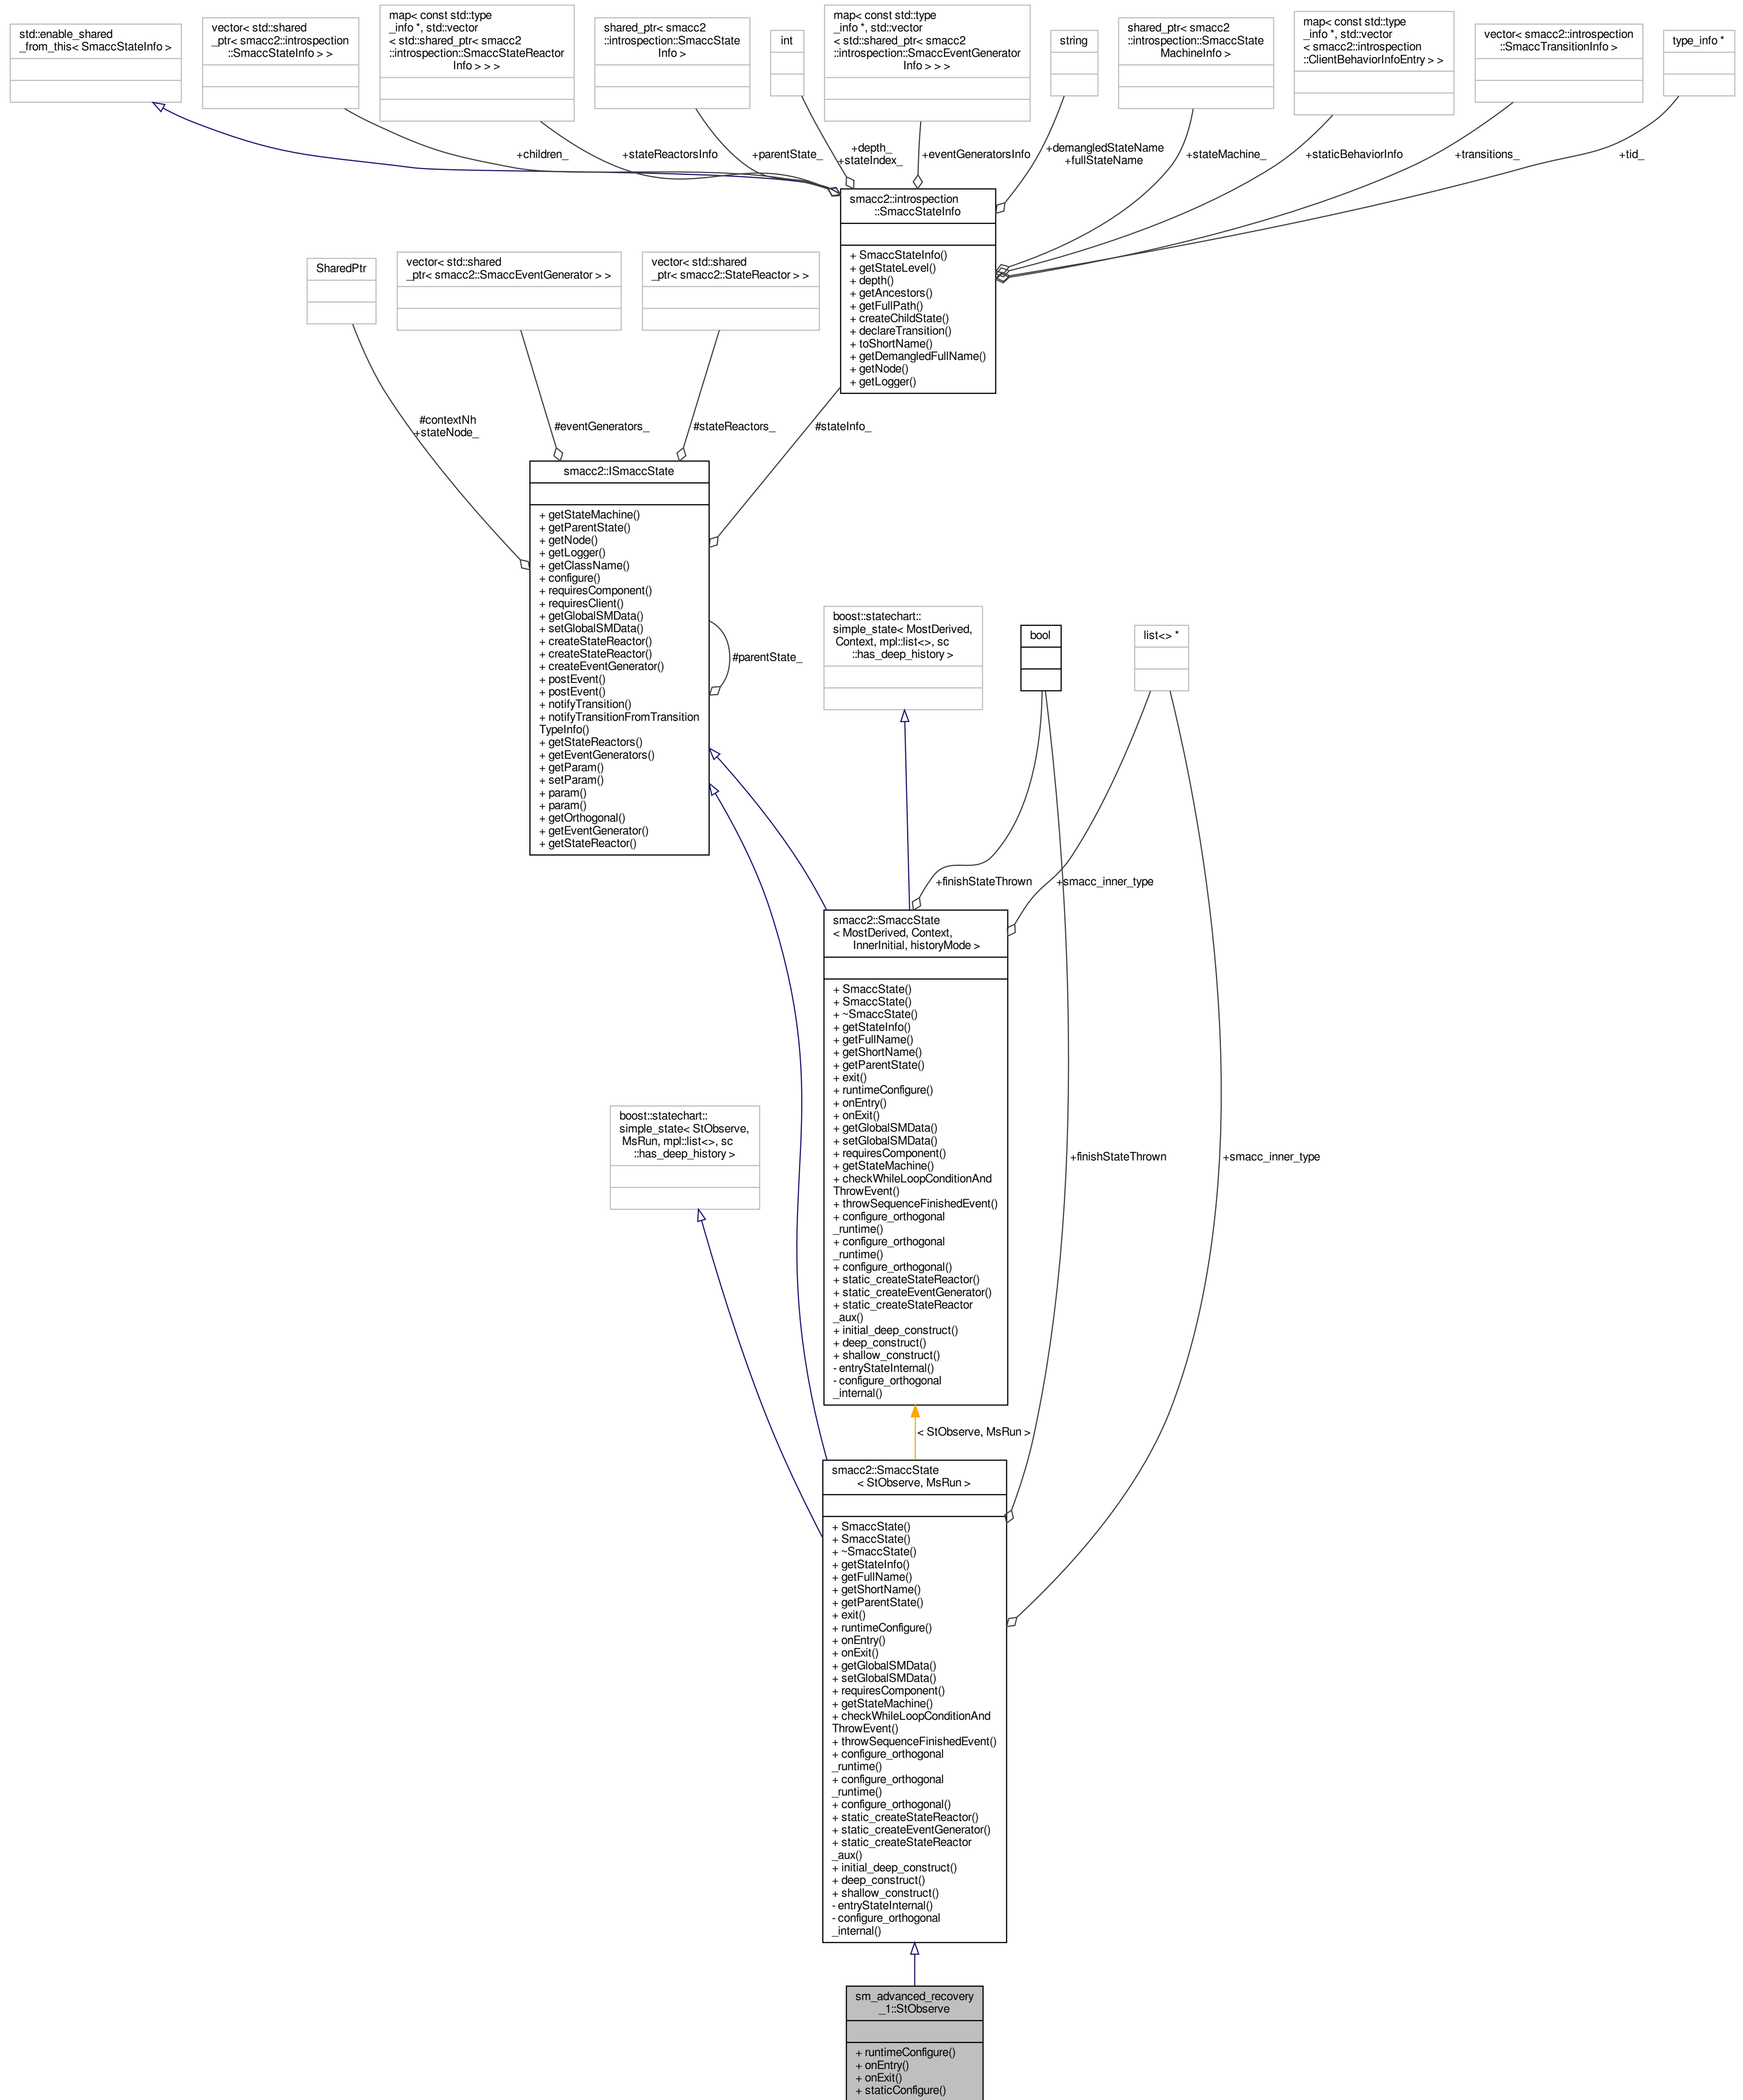 std::enable_shared
_from_this< SmaccStateInfo >
vector< std::shared
_ptr< smacc2::introspection
::SmaccStateInfo > >
map< const std::type
_info *, std::vector
< std::shared_ptr< smacc2
::introspection::SmaccStateReactor
Info > > >
shared_ptr< smacc2
::introspection::SmaccState
Info >
int
map< const std::type
_info *, std::vector
< std::shared_ptr< smacc2
::introspection::SmaccEventGenerator
Info > > >
string
shared_ptr< smacc2
::introspection::SmaccState
MachineInfo >
map< const std::type
_info *, std::vector
< smacc2::introspection
::ClientBehaviorInfoEntry > >
vector< smacc2::introspection
::SmaccTransitionInfo >
type_info *
+children_
+stateReactorsInfo
+parentState_
+depth_
+stateIndex_
+eventGeneratorsInfo
+demangledStateName
+fullStateName
+stateMachine_
+staticBehaviorInfo
+transitions_
+tid_
smacc2::introspection
::SmaccStateInfo
+ SmaccStateInfo()
+ getStateLevel()
+ depth()
+ getAncestors()
+ getFullPath()
+ createChildState()
+ declareTransition()
+ toShortName()
+ getDemangledFullName()
+ getNode()
+ getLogger()
SharedPtr
vector< std::shared
_ptr< smacc2::SmaccEventGenerator > >
vector< std::shared
_ptr< smacc2::StateReactor > >
#contextNh
+stateNode_
#eventGenerators_
#stateReactors_
#stateInfo_
smacc2::ISmaccState
+ getStateMachine()
+ getParentState()
+ getNode()
+ getLogger()
+ getClassName()
+ configure()
+ requiresComponent()
+ requiresClient()
+ getGlobalSMData()
+ setGlobalSMData()
+ createStateReactor()
+ createStateReactor()
+ createEventGenerator()
+ postEvent()
+ postEvent()
+ notifyTransition()
+ notifyTransitionFromTransition
TypeInfo()
+ getStateReactors()
+ getEventGenerators()
+ getParam()
+ setParam()
+ param()
+ param()
+ getOrthogonal()
+ getEventGenerator()
+ getStateReactor()
#parentState_
boost::statechart::
simple_state< MostDerived,
Context, mpl::list<>, sc
::has_deep_history >
bool
list<> *
+finishStateThrown
+smacc_inner_type
smacc2::SmaccState
< MostDerived, Context,
InnerInitial, historyMode >
+ SmaccState()
+ SmaccState()
+ ~SmaccState()
+ getStateInfo()
+ getFullName()
+ getShortName()
+ getParentState()
+ exit()
+ runtimeConfigure()
+ onEntry()
+ onExit()
+ getGlobalSMData()
+ setGlobalSMData()
+ requiresComponent()
+ getStateMachine()
+ checkWhileLoopConditionAnd
ThrowEvent()
+ throwSequenceFinishedEvent()
+ configure_orthogonal
_runtime()
+ configure_orthogonal
_runtime()
+ configure_orthogonal()
+ static_createStateReactor()
+ static_createEventGenerator()
+ static_createStateReactor
_aux()
+ initial_deep_construct()
+ deep_construct()
+ shallow_construct()
- entryStateInternal()
- configure_orthogonal
_internal()
boost::statechart::
simple_state< StObserve,
MsRun, mpl::list<>, sc
::has_deep_history >
+finishStateThrown
+smacc_inner_type
< StObserve, MsRun >
smacc2::SmaccState
< StObserve, MsRun >
+ SmaccState()
+ SmaccState()
+ ~SmaccState()
+ getStateInfo()
+ getFullName()
+ getShortName()
+ getParentState()
+ exit()
+ runtimeConfigure()
+ onEntry()
+ onExit()
+ getGlobalSMData()
+ setGlobalSMData()
+ requiresComponent()
+ getStateMachine()
+ checkWhileLoopConditionAnd
ThrowEvent()
+ throwSequenceFinishedEvent()
+ configure_orthogonal
_runtime()
+ configure_orthogonal
_runtime()
+ configure_orthogonal()
+ static_createStateReactor()
+ static_createEventGenerator()
+ static_createStateReactor
_aux()
+ initial_deep_construct()
+ deep_construct()
+ shallow_construct()
- entryStateInternal()
- configure_orthogonal
_internal()
sm_advanced_recovery
_1::StObserve
+ runtimeConfigure()
+ onEntry()
+ onExit()
+ staticConfigure()